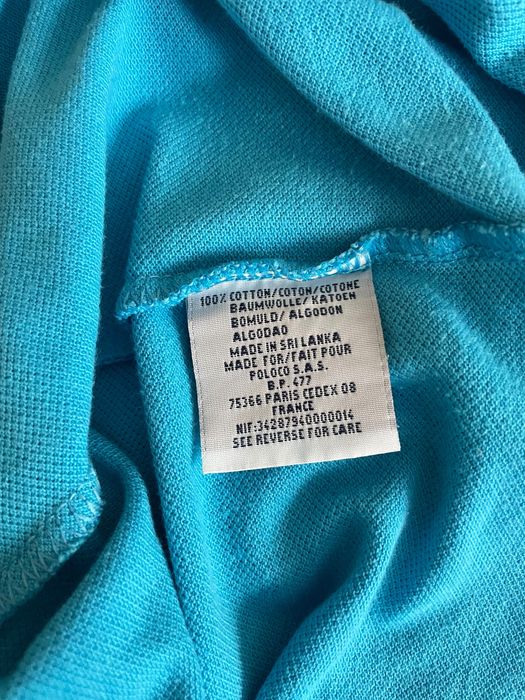 100% COTTON/COTON/COTONE
BAUMWOLLE/ KATOEN
BOMULD/ ALGODON
ALGODAO
MADE IN SRI LANKA
MADE FOR/FAIT POUR
POLOCO S.A.S.
B.P. 477
75366 PARIS CEDEX 08
FRANCE
NIF:34287940000014
SEE REVERSE FOR CARE